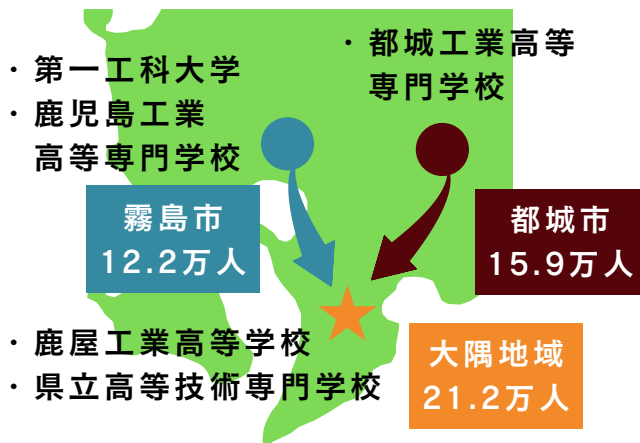 ・第一工科大学
・鹿児島工業
高等専門学校
・都城工業高等
専門学校
霧島市
12.2万人
都城市
15.9万人
・鹿屋工業高等学校
・県立高等技術専門学校
大隅地域
21.2万人